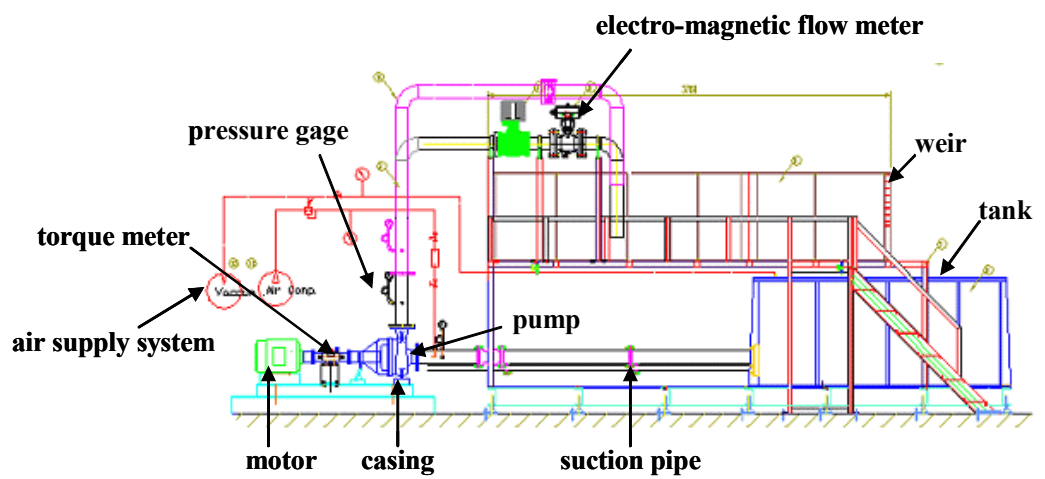 electro-magnetic flow meter
pressure gage
weir
torque meter
tank
Air Comp.
air supply system
pump
motor
casing
suction pipe